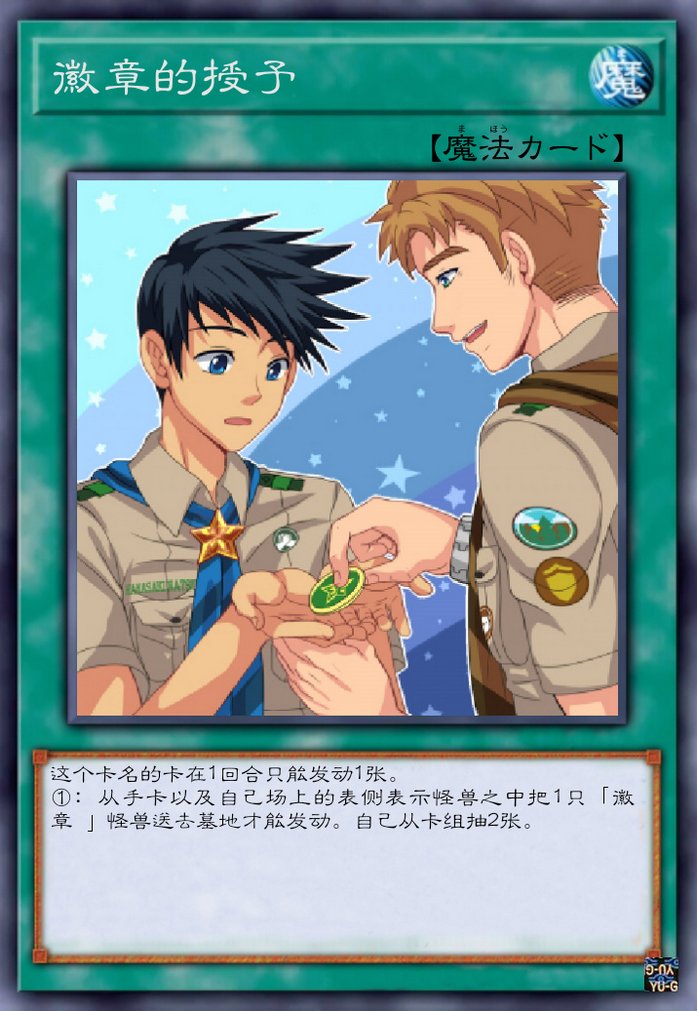 徽章的授予
魔
ま ほう
【魔法カード】
这个卡名的卡在1回合只能发动1张。
①：从手卡以及自己场上的表侧表示怪兽之中把1只「徽
章 」怪兽送去墓地才能发动。自己从卡组抽2张。
YU-G